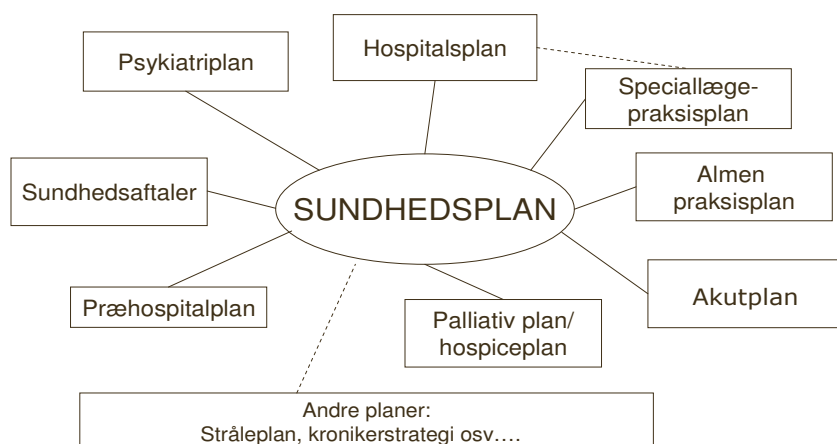 Hospitalsplan
Psykiatriplan
Speciallæge-
praksisplan
Sundhedsaftaler
SUNDHEDSPLAN
Almen
praksisplan
Præhospitalplan
Akutplan
Palliativ plan/
hospiceplan
Andre planer:
Stråleplan, kronikerstrategi osv….